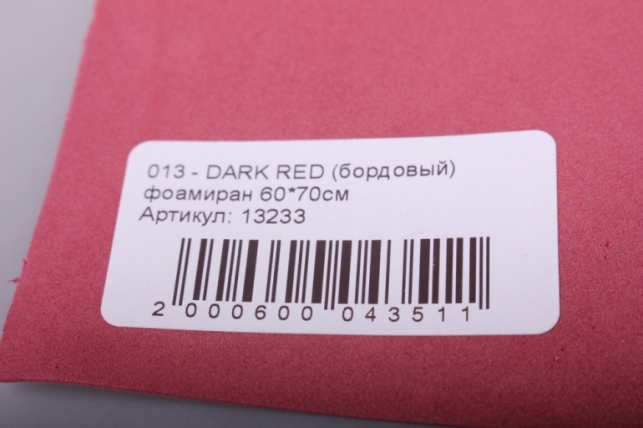 013 - DARK RED (бордовый)
фоамиран 60*70см
Артикул: 13233
2 000600 043511